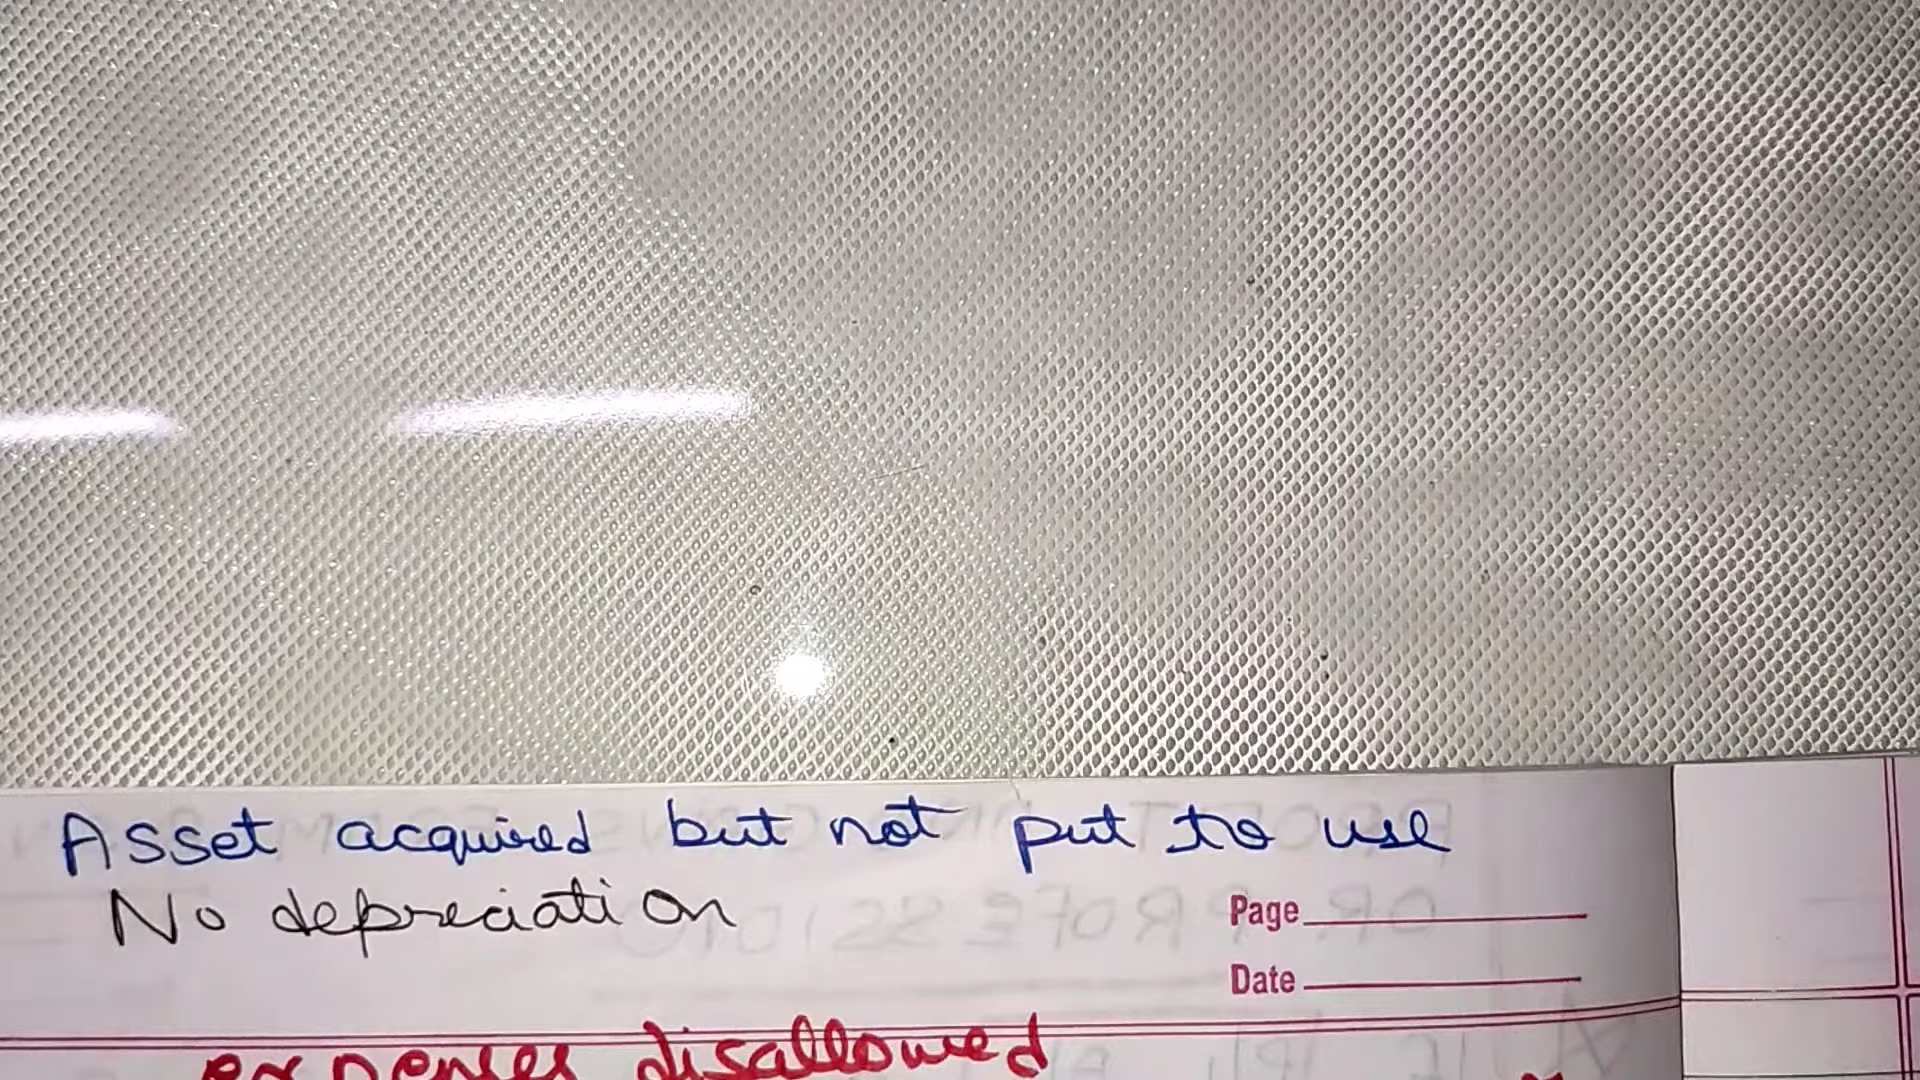 Asset acquired but not put to use
No depreciation
Page
Date
expenses disallowed